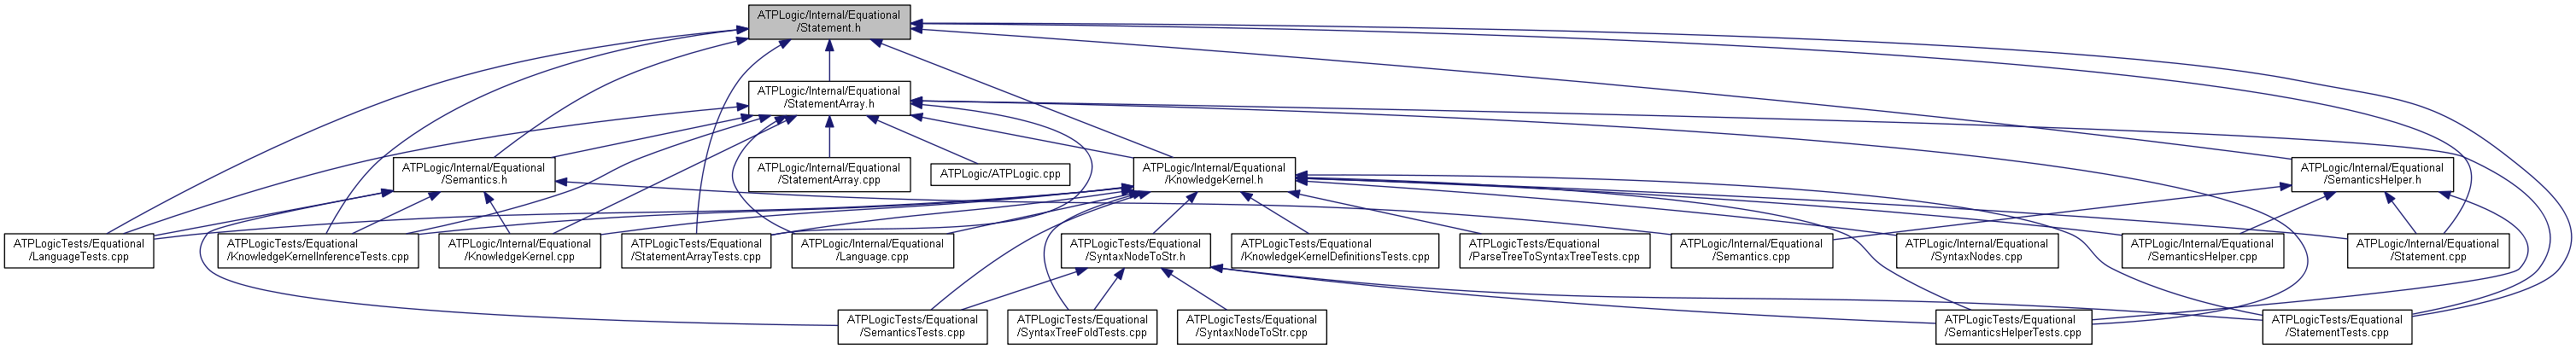 ATPLogic/Internal/Equational
/Statement.h
ATPLogic/Internal/Equational
/StatementArray.h
ATPLogic/Internal/Equational
/Semantics.h
ATPLogic/Internal/Equational
/StatementArray.cpp
ATPLogic/ATPLogic.cpp
ATPLogic/Internal/Equational
/KnowledgeKernel.h
ATPLogic/Internal/Equational
/SemanticsHelper.h
ATPLogicTests/Equational
/LanguageTests.cpp
ATPLogicTests/Equational
/KnowledgeKernelInferenceTests.cpp
ATPLogic/Internal/Equational
/KnowledgeKernel.cpp
ATPLogicTests/Equational
/StatementArrayTests.cpp
ATPLogic/Internal/Equational
/Language.cpp
ATPLogicTests/Equational
/SyntaxNodeToStr.h
ATPLogicTests/Equational
/KnowledgeKernelDefinitionsTests.cpp
ATPLogicTests/Equational
/ParseTreeToSyntaxTreeTests.cpp
ATPLogic/Internal/Equational
/Semantics.cpp
ATPLogic/Internal/Equational
/SyntaxNodes.cpp
ATPLogic/Internal/Equational
/SemanticsHelper.cpp
ATPLogic/Internal/Equational
/Statement.cpp
ATPLogicTests/Equational
/SemanticsTests.cpp
ATPLogicTests/Equational
/SyntaxTreeFoldTests.cpp
ATPLogicTests/Equational
/SyntaxNodeToStr.cpp
ATPLogicTests/Equational
/SemanticsHelperTests.cpp
ATPLogicTests/Equational
/StatementTests.cpp